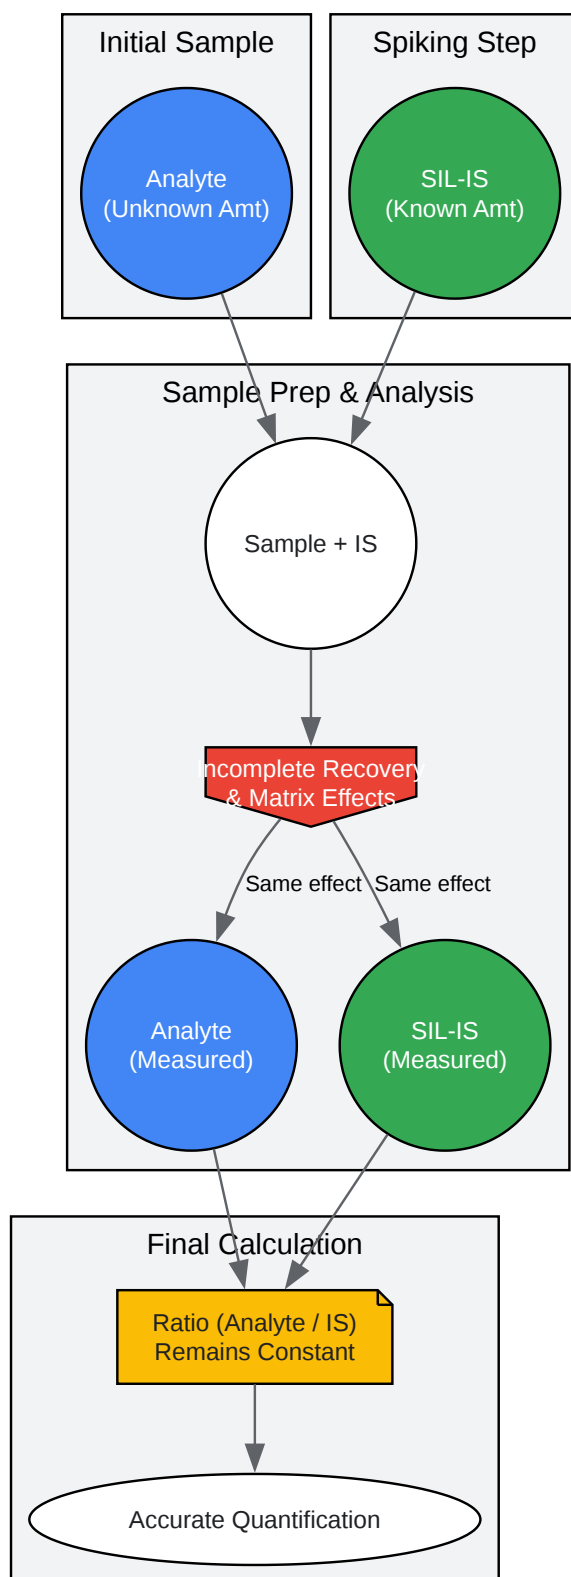 Initial Sample
Spiking Step
Analyte
(Unknown Amt)
SIL-IS
(Known Amt)
Sample Prep & Analysis
Sample + IS
Incomplete Recovery
& Matrix Effects
Same effect
Same effect
Analyte
(Measured)
SIL-IS
(Measured)
Final Calculation
Ratio (Analyte / IS)
Remains Constant
Accurate Quantification